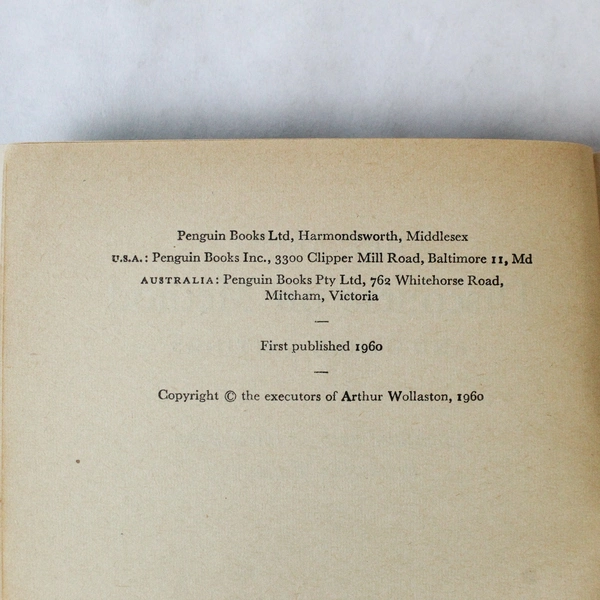 Penguin Books Ltd, Harmondsworth, Middlesex
U.S.A.: Penguin Books Inc., 3300 Clipper Mill Road, Baltimore 11, Md
AUSTRALIA: Penguin Books Pty Ltd, 762 Whitehorse Road,
Mitcham, Victoria
—
First published 1960
—
Copyright © the executors of Arthur Wollaston, 1960